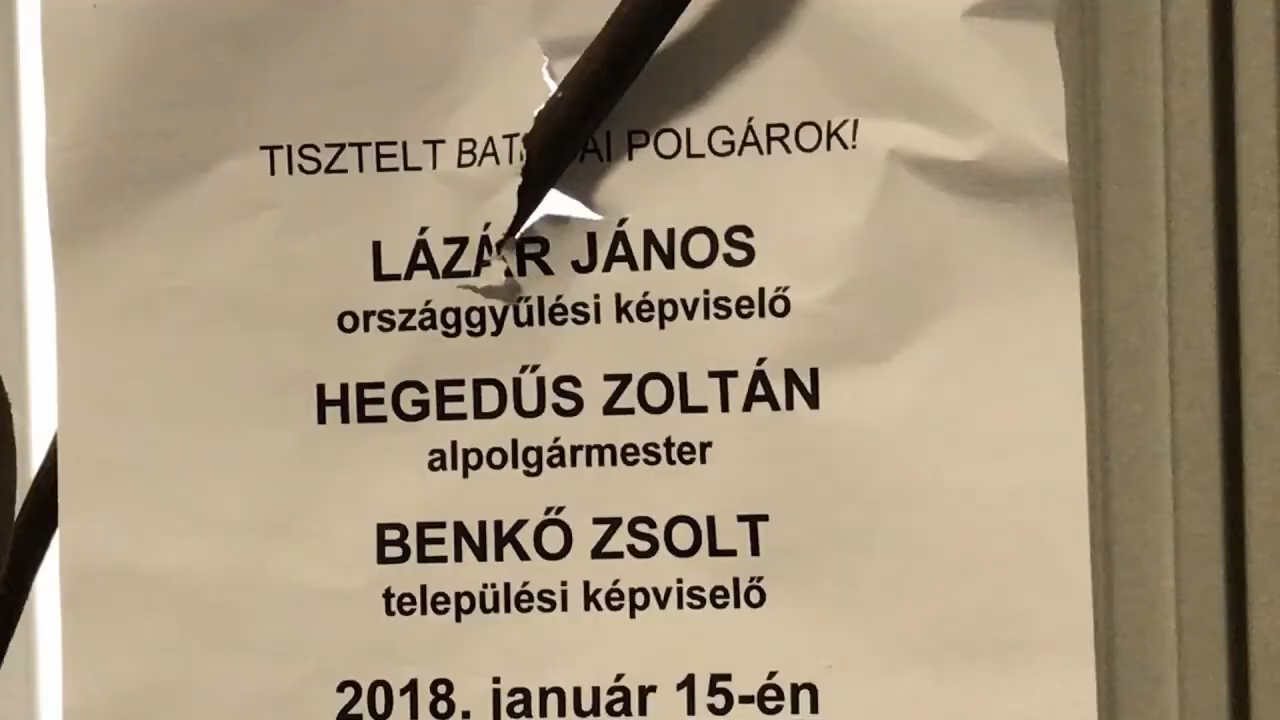 TISZTELT POLGÁROK!
LÁZÁR JÁNOS
országgyűlési képviselő
HEGEDŰS ZOLTÁN
alpolgármester
BENKŐ ZSOLT
települési képviselő
2018. január 15-én